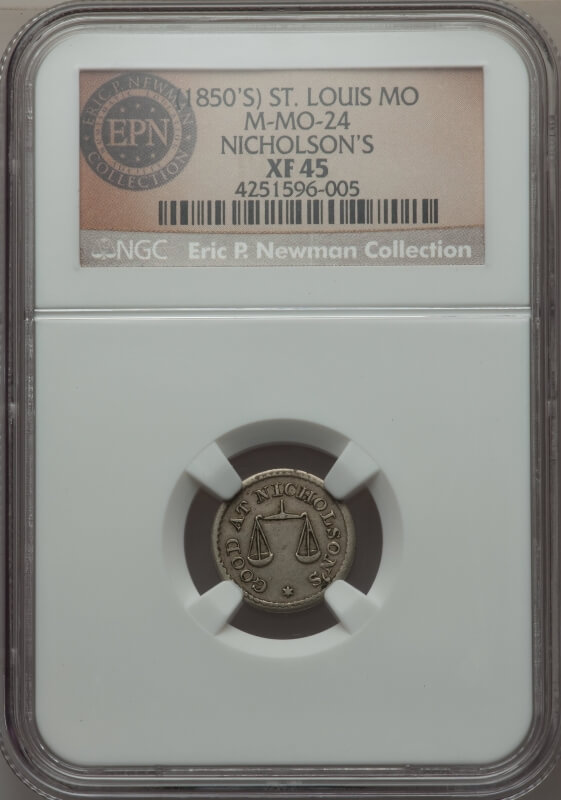 (1850'S) ST. LOUIS MO
M-MO-24
NICHOLSON'S
XF 45
4251596-005
ERIC P. NEWMAN
EPN
COLLECTION
NGC Eric P. Newman Collection
GOOD AT NICHOLSON'S